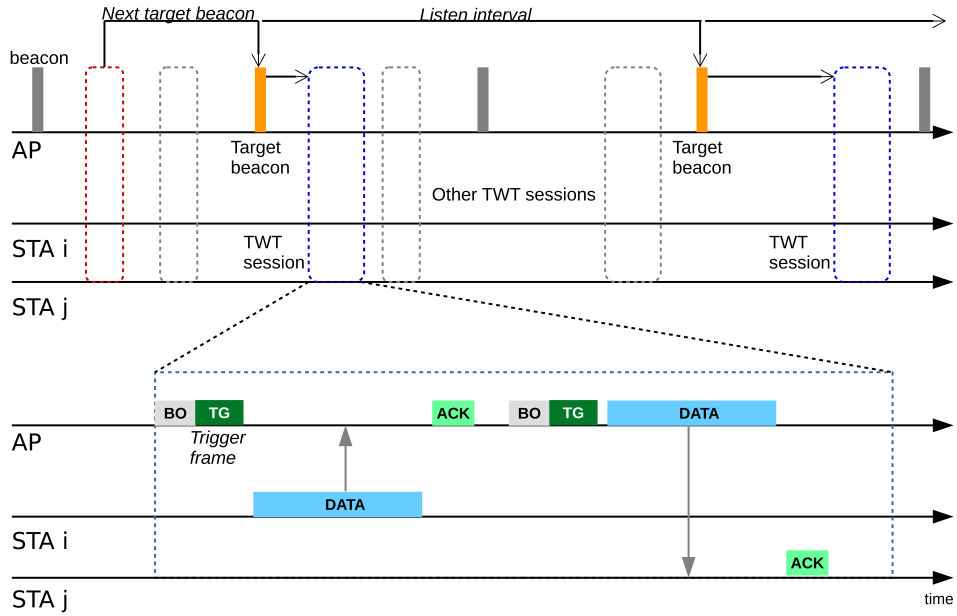 Next target beacon
Listen interval
beacon
AP
Target
beacon
Target
beacon
Other TWT sessions
STA i
TWT
session
TWT
session
STA j
BO
TG
ACK
BO
TG
DATA
AP
Trigger
frame
DATA
STA i
ACK
STA j
time